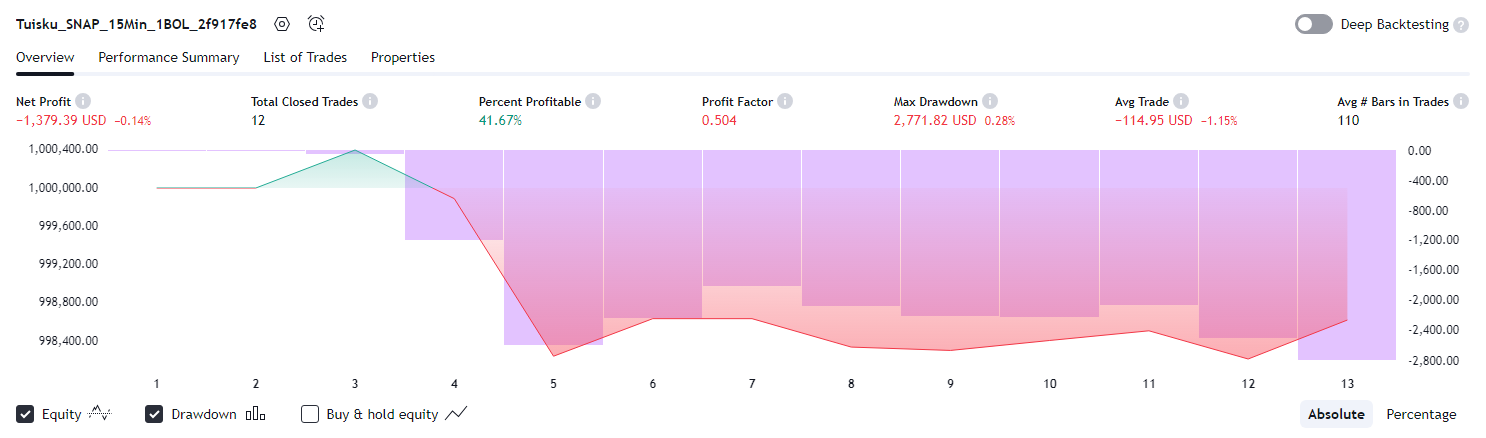 Tuisku_SNAP_15Min_1BOL_2f917fe8 Deep Backtesting ?
Overview Performance Summary List of Trades Properties
Net Profit i Total Closed Trades i Percent Profitable i Profit Factor i Max Drawdown i Avg Trade i Avg # Bars in Trades i
−1,379.39 USD −0.14% 12 41.67% 0.504 2,771.82 USD 0.28% −114.95 USD −1.15% 110
1,000,400.00 0.00
1,000,000.00 -400.00
999,600.00 -800.00
999,200.00 -1,200.00
998,800.00 -1,600.00
998,400.00 -2,000.00
-2,400.00
-2,800.00
1 2 3 4 5 6 7 8 9 10 11 12 13
Equity Drawdown Buy & hold equity Absolute Percentage